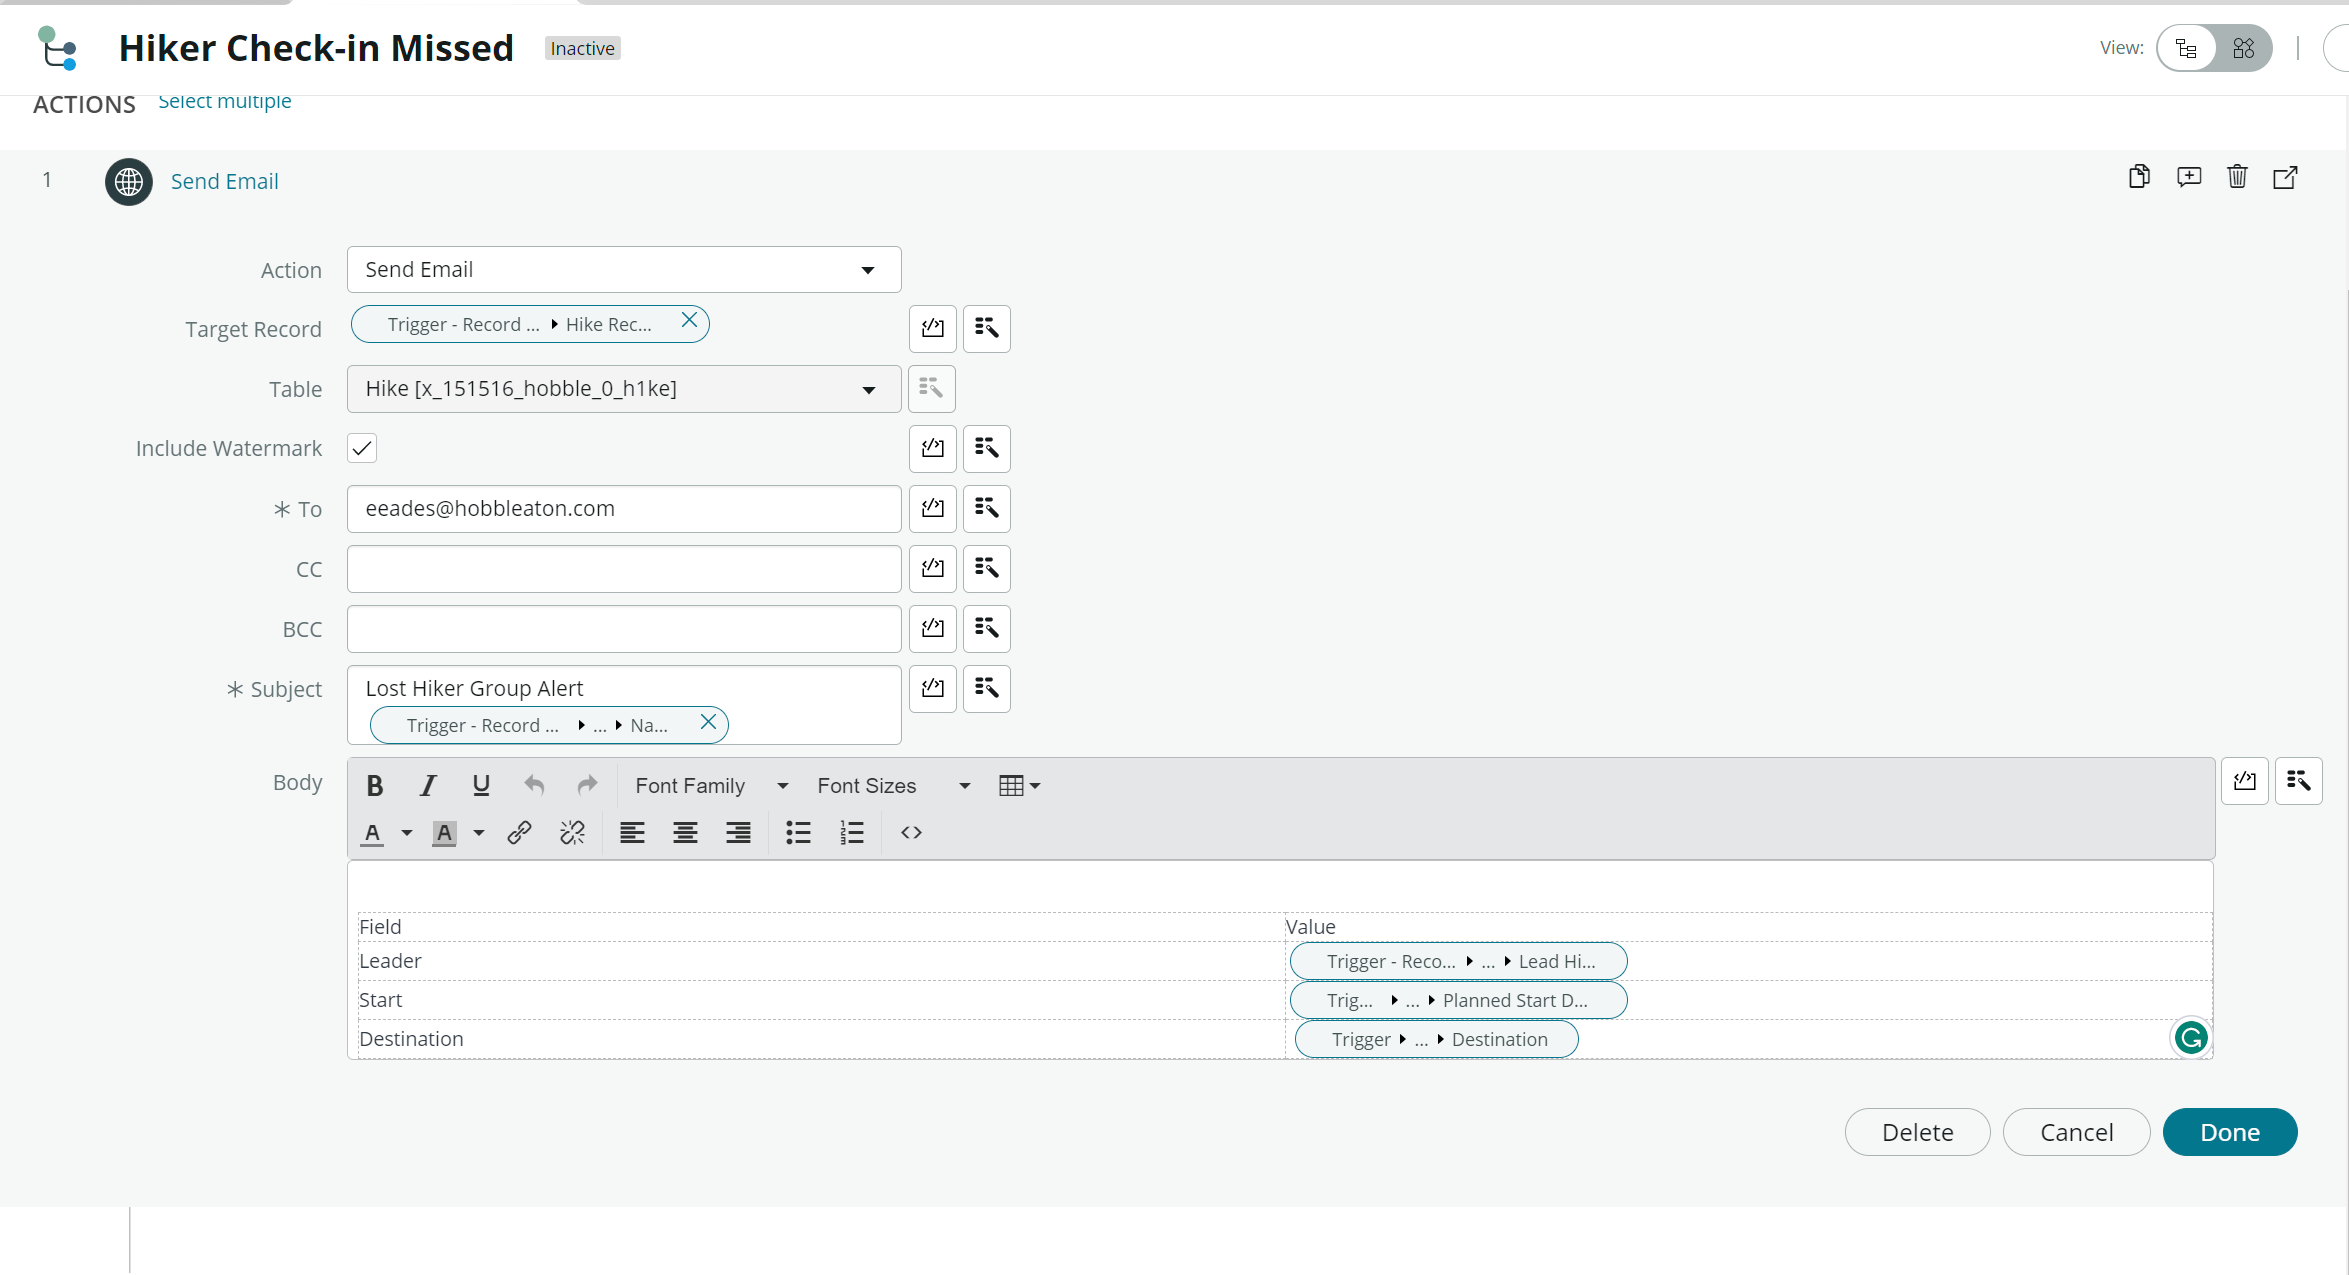 Hiker Check-in Missed Inactive View:
ACTIONS Select multiple
1 Send Email
Action Send Email
Target Record Trigger - Record ... Hike Rec...
Table Hike [x_151516_hobble_0_h1ke]
Include Watermark
* To eeades@hobbleaton.com
CC
BCC
* Subject Lost Hiker Group Alert
Trigger - Record ... ... Na...
Body B I U Font Family Font Sizes
A A
Field Value
Leader Trigger - Reco... ... Lead Hi...
Start Trig... ... Planned Start D...
Destination Trigger ... Destination
Delete Cancel Done